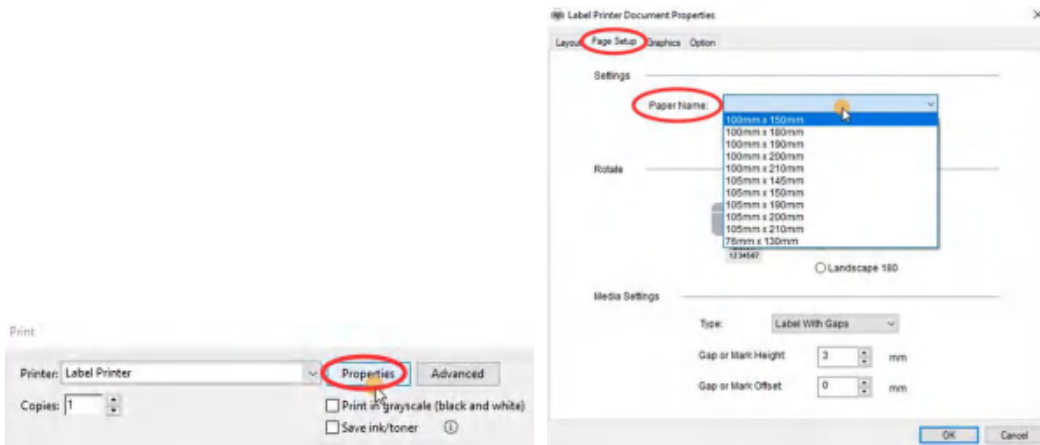 Print
Printer: Label Printer
Properties
Advanced
Copies: 1
Print in grayscale (black and white)
Save ink/toner
Label Printer Document Properties
Layout
Page Setup
Graphics
Option
Settings
Paper Name:
100mm x 150mm
100mm x 180mm
100mm x 190mm
100mm x 200mm
100mm x 210mm
105mm x 145mm
105mm x 150mm
105mm x 190mm
105mm x 200mm
105mm x 210mm
76mm x 130mm
Rotate
1234567
Landscape 180
Media Settings
Type: Label With Gaps
Gap or Mark Height: 3 mm
Gap or Mark Offset: 0 mm
OK
Cancel